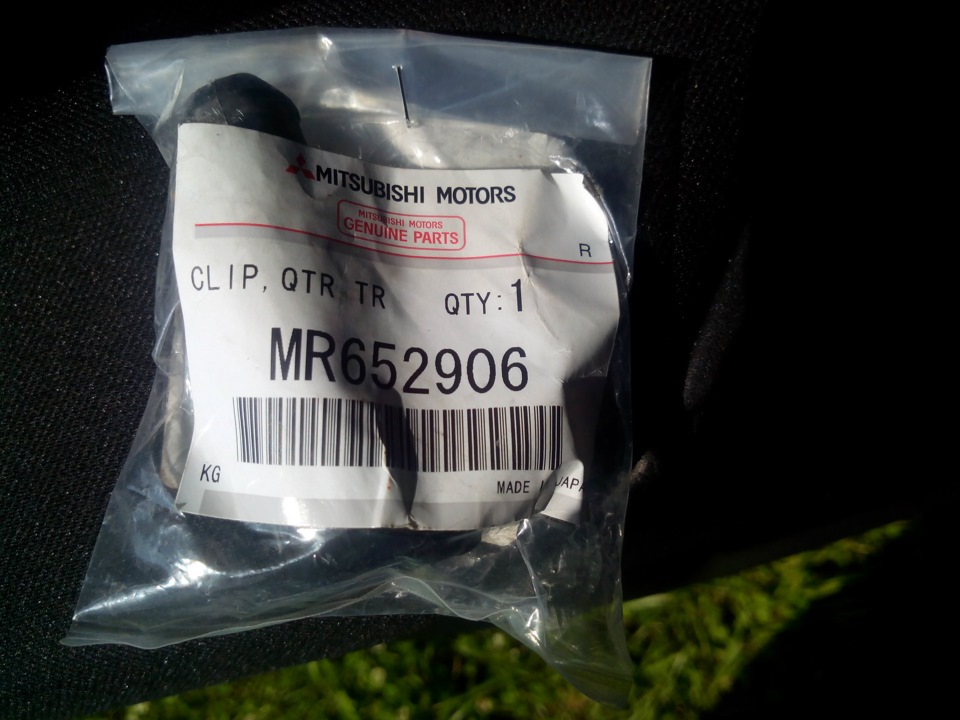 MITSUBISHI MOTORS
MITSUBISHI MOTORS
GENUINE PARTS
R
CLIP, QTR TR QTY:1
MR652906
KG
MADE